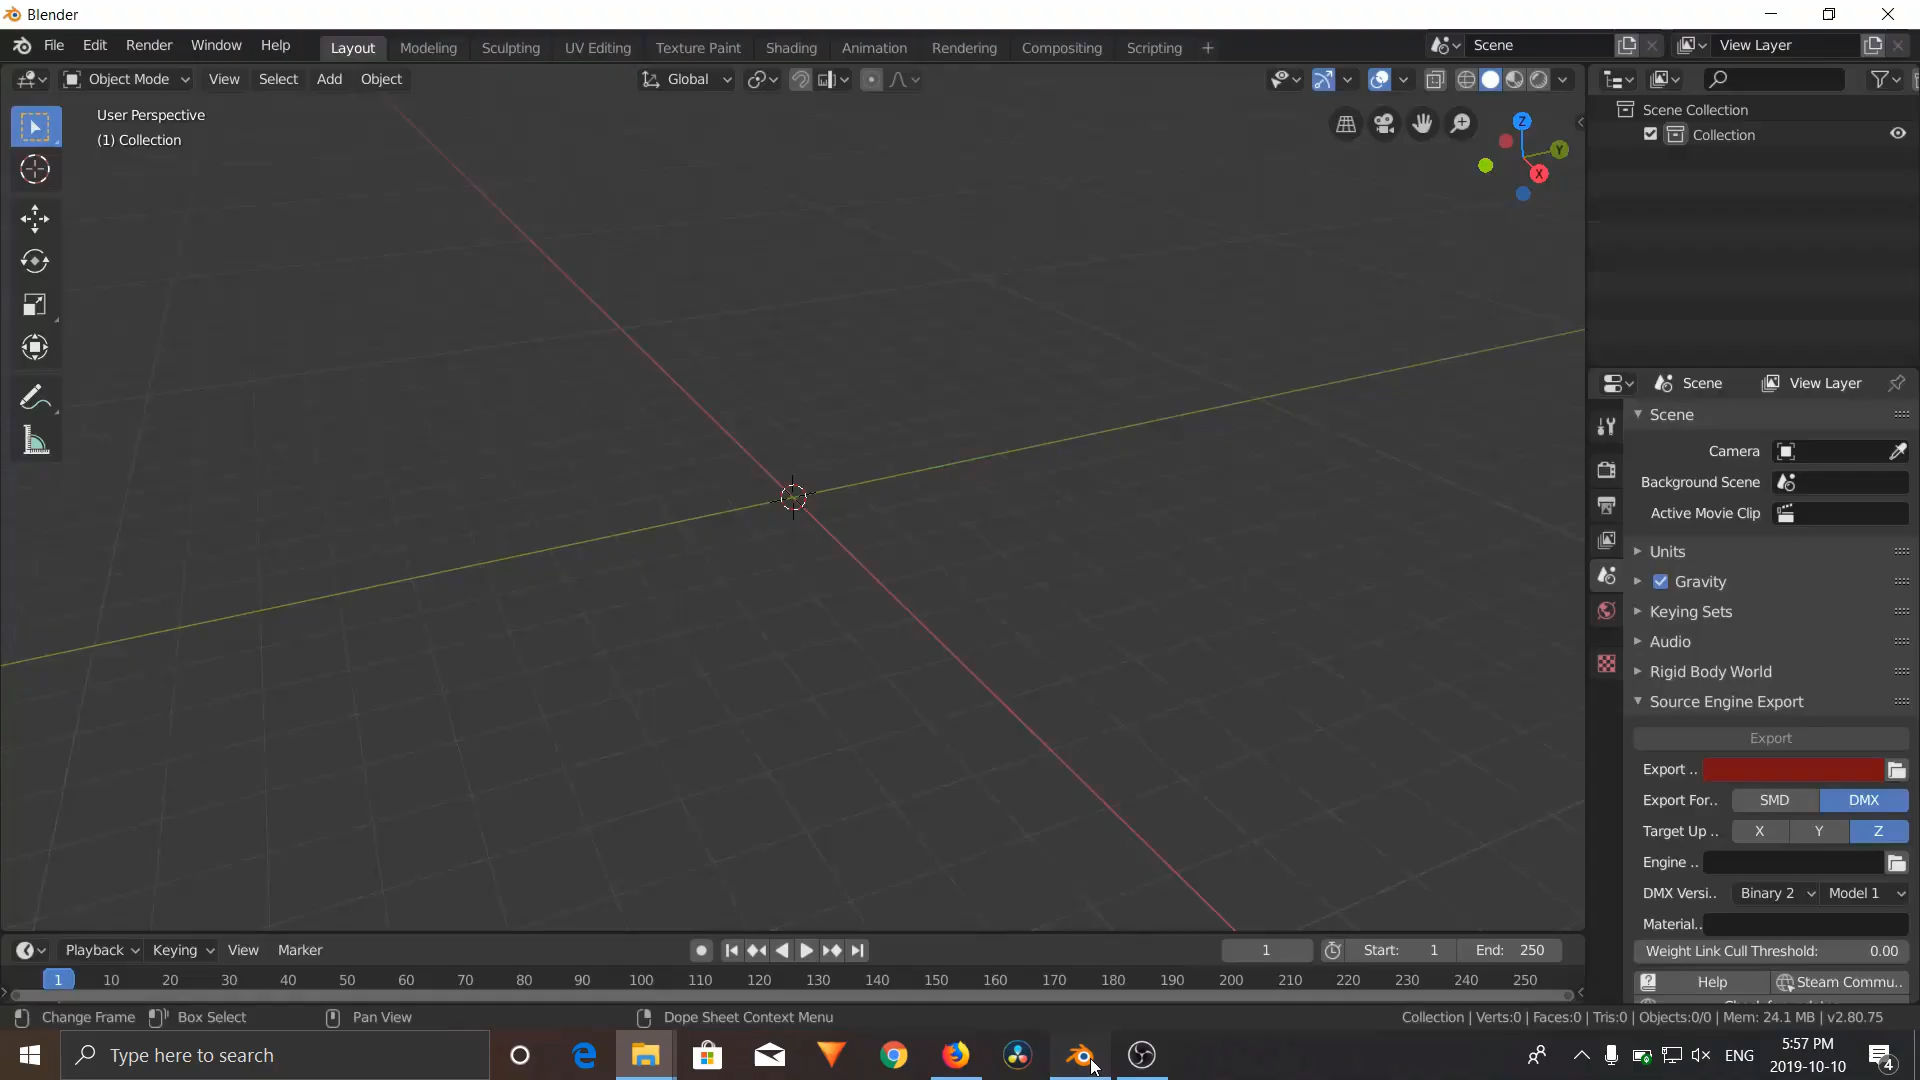 Blender
File Edit Render Window Help Layout Modeling Sculpting UV Editing Texture Paint Shading Animation Rendering Compositing Scripting + Scene View Layer
Object Mode View Select Add Object Global
User Perspective
(1) Collection
Z
Y
X
Scene Collection
Collection
Scene View Layer
Scene
Camera
Background Scene
Active Movie Clip
Units
Gravity
Keying Sets
Audio
Rigid Body World
Source Engine Export
Export
Export ..
Export For.. SMD DMX
Target Up .. X Y Z
Engine ..
DMX Versi.. Binary 2 Model 1
Material..
Weight Link Cull Threshold: 0.00
Help Steam Commu..
Playback Keying View Marker 1 Start: 1 End: 250
1 10 20 30 40 50 60 70 80 90 100 110 120 130 140 150 160 170 180 190 200 210 220 230 240 250
Change Frame Box Select Pan View Dope Sheet Context Menu Collection | Verts:0 | Faces:0 | Tris:0 | Objects:0/0 | Mem: 24.1 MB | v2.80.75
Type here to search
ENG
5:57 PM
2019-10-10
4